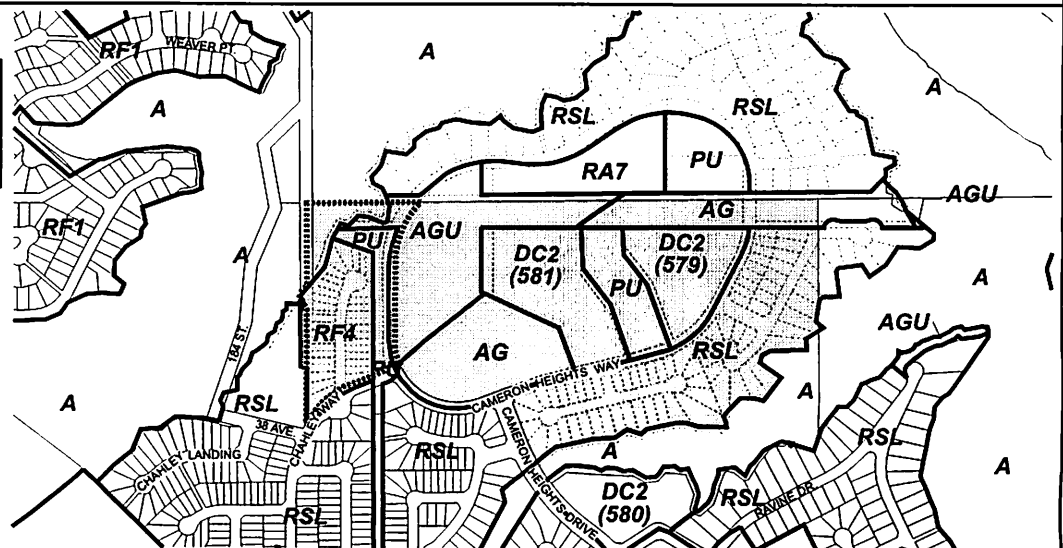 RF1
WEAVER PT
A
A
RSL
RSL
A
RA7
PU
AGU
RF1
A
PU
AGU
AG
DC2
(581)
PU
DC2
(579)
A
184 ST.
RF4
AG
RSL
AGU
A
RSL
38 AVE
CHAHLEY WAY
CAMERON HEIGHTS WAY
A
CHAHLEY LANDING
RSL
CAMERON HEIGHTS DRIVE
A
RSL
A
RSL
DC2
(580)
RSL
RAVINE DR